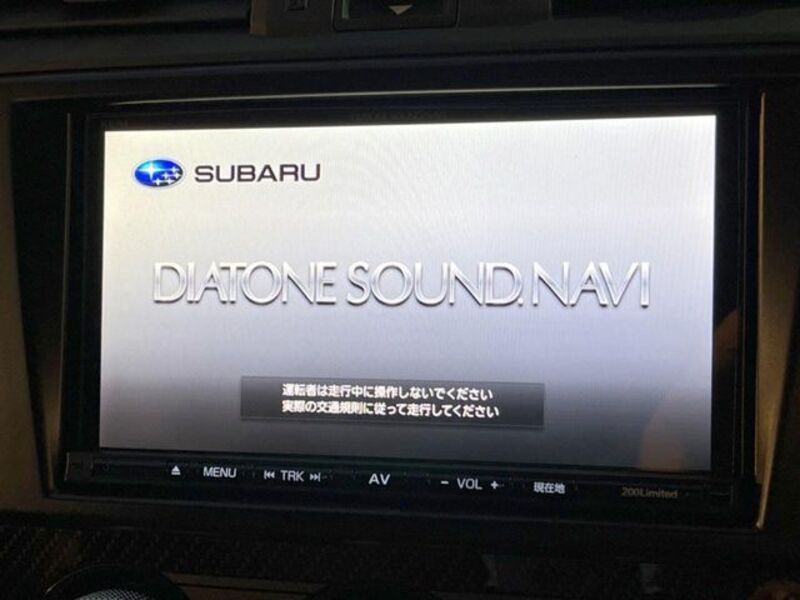 SUBARU
DIATONE SOUND.NAVI
運転者は走行中に操作しないでください
実際の交通規則に従って走行してください
MENU TRK AV - VOL + 現在地 200Limited